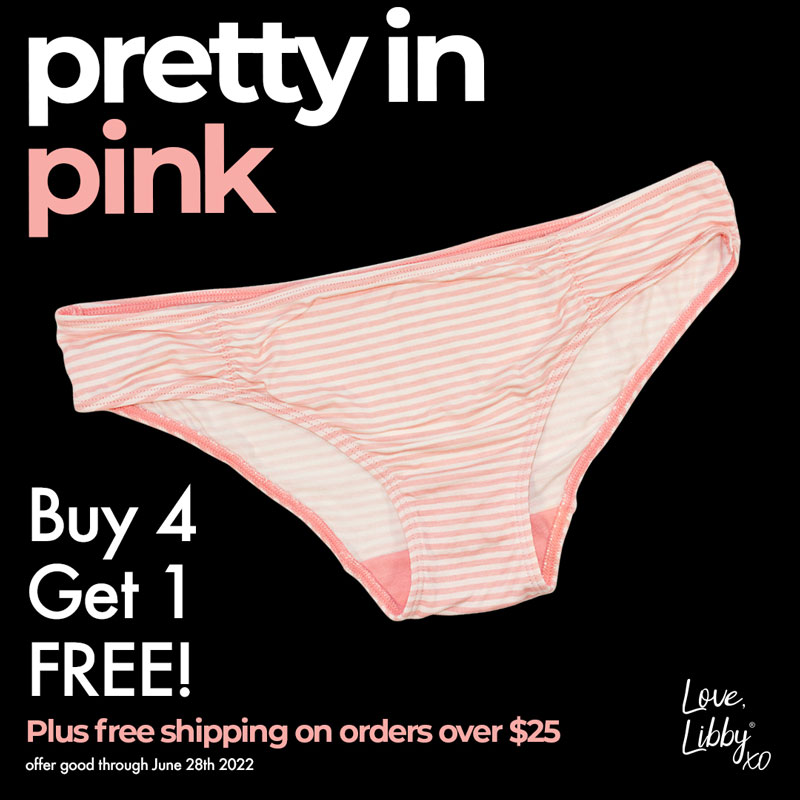 pretty in
pink
Buy 4
Get 1
FREE!
Plus free shipping on orders over $25
offer good through June 28th 2022
Love,
Libby®
XO